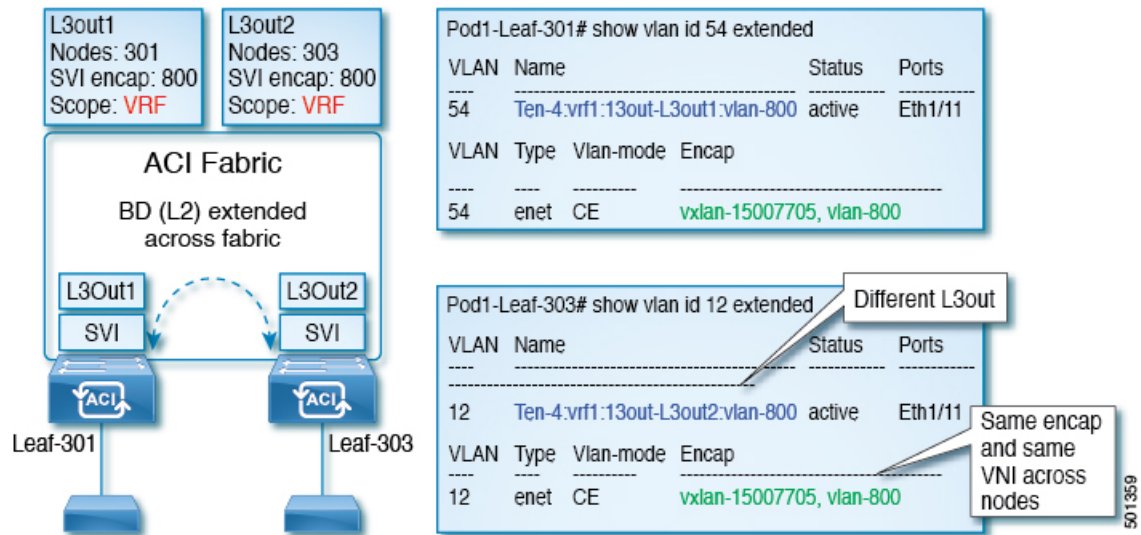 L3out1
Nodes: 301
SVI encap: 800
Scope: VRF
L3out2
Nodes: 303
SVI encap: 800
Scope: VRF
ACI Fabric
BD (L2) extended
across fabric
L3Out1
SVI
L3Out2
SVI
ACI
ACI
Leaf-301
Leaf-303
Pod1-Leaf-301# show vlan id 54 extended
VLAN Name Status Ports
---- -------------------------------- ---------------- ----------------
54 Ten-4:vrf1:13out-L3out1:vlan-800 active Eth1/11
VLAN Type Vlan-mode Encap
---- ----- ---------- -------------------------------
54 enet CE vxlan-15007705, vlan-800
Pod1-Leaf-303# show vlan id 12 extended
VLAN Name Status Ports
---- -------------------------------- ---------------- ----------------
-------------------------------
12 Ten-4:vrf1:13out-L3out2:vlan-800 active Eth1/11
VLAN Type Vlan-mode Encap
---- ----- ---------- -------------------------------
12 enet CE vxlan-15007705, vlan-800
Different L3out
Same encap
and same
VNI across
nodes
501359